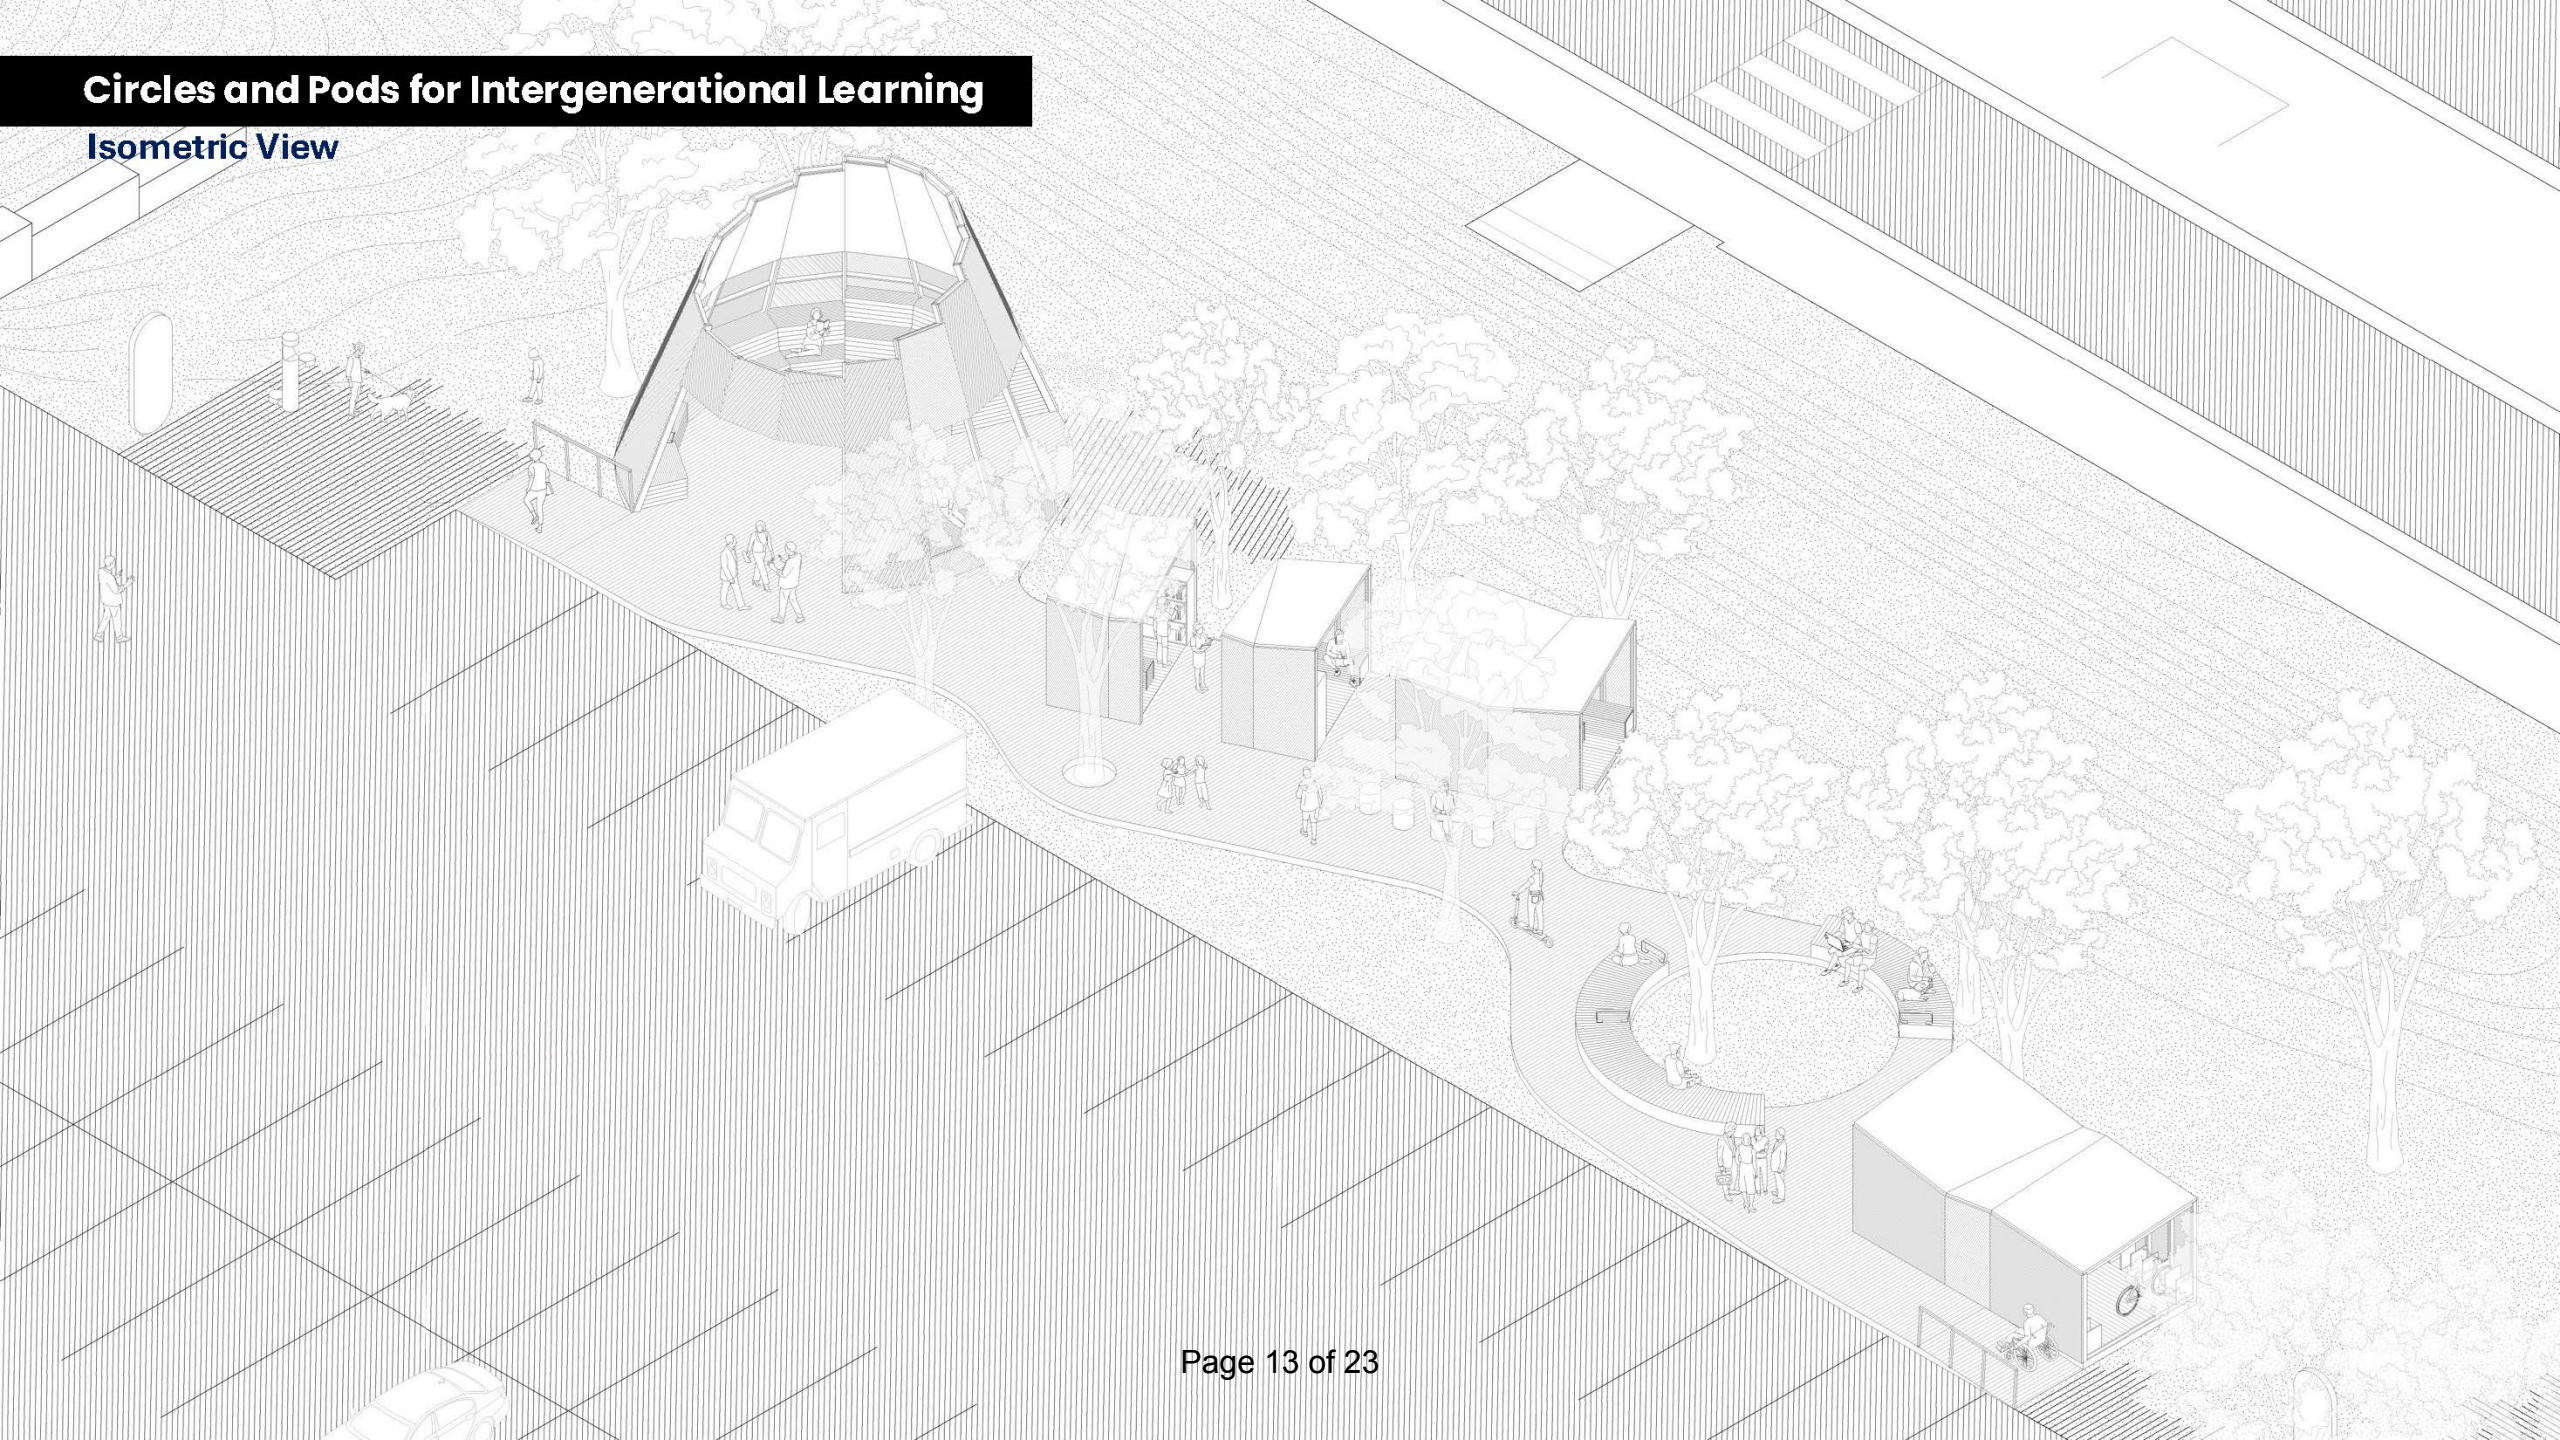 Circles and Pods for Intergenerational Learning
Isometric View
Page 13 of 23